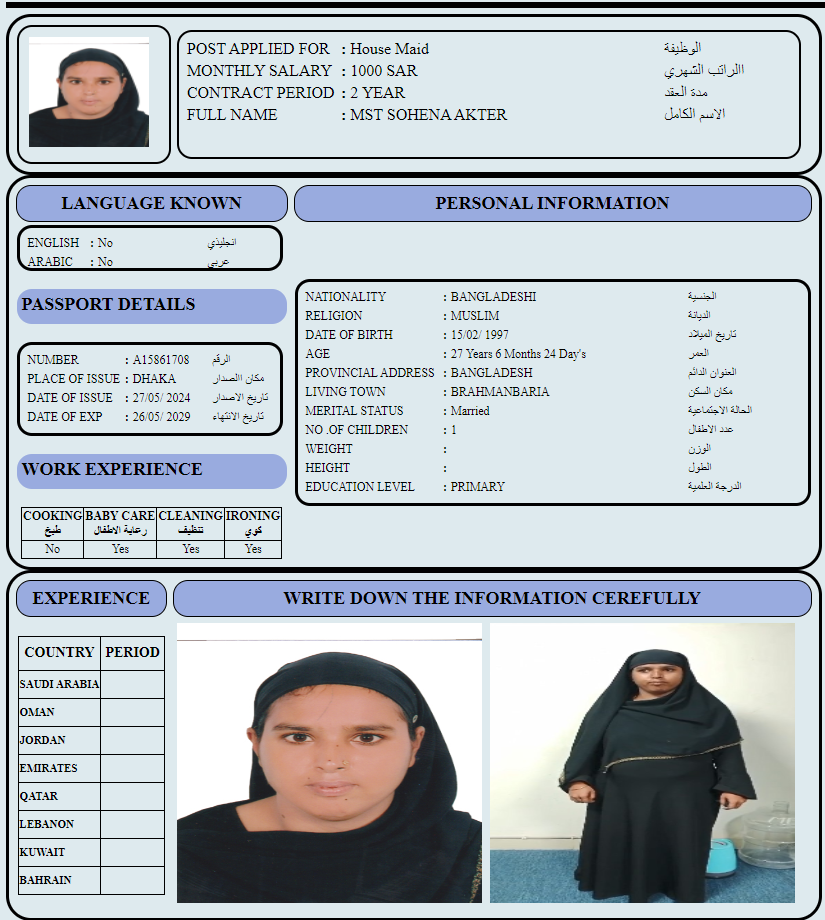 POST APPLIED FOR : House Maid الوظيفة
MONTHLY SALARY : 1000 SAR االراتب الشهري
CONTRACT PERIOD : 2 YEAR مدة العقد
FULL NAME : MST SOHENA AKTER الاسم الكامل
LANGUAGE KNOWN
ENGLISH : No انجليذي
ARABIC : No عربي
PASSPORT DETAILS
NUMBER : A15861708 الرقم
PLACE OF ISSUE : DHAKA مكان االصدار
DATE OF ISSUE : 27/05/ 2024 تاريخ الاصدار
DATE OF EXP : 26/05/ 2029 تاريخ الانتهاء
WORK EXPERIENCE
COOKING BABY CARE CLEANING IRONING
طبخ رعاية الاطفال تنظيف كوي
No Yes Yes Yes
PERSONAL INFORMATION
NATIONALITY : BANGLADESHI الجنسية
RELIGION : MUSLIM الديانة
DATE OF BIRTH : 15/02/ 1997 تاريخ الميلاد
AGE : 27 Years 6 Months 24 Day's العمر
PROVINCIAL ADDRESS : BANGLADESH العنوان الدائم
LIVING TOWN : BRAHMANBARIA مكان السكن
MERITAL STATUS : Married الحالة الاجتماعية
NO .OF CHILDREN : 1 عدد الاطفال
WEIGHT : الوزن
HEIGHT : الطول
EDUCATION LEVEL : PRIMARY الدرجة العلمية
EXPERIENCE
COUNTRY PERIOD
SAUDI ARABIA
OMAN
JORDAN
EMIRATES
QATAR
LEBANON
KUWAIT
BAHRAIN
WRITE DOWN THE INFORMATION CEREFULLY